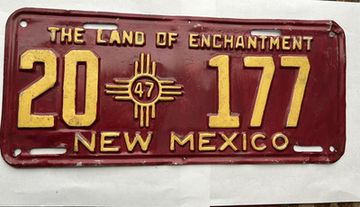 THE LAND OF ENCHANTMENT
20 47 177
NEW MEXICO